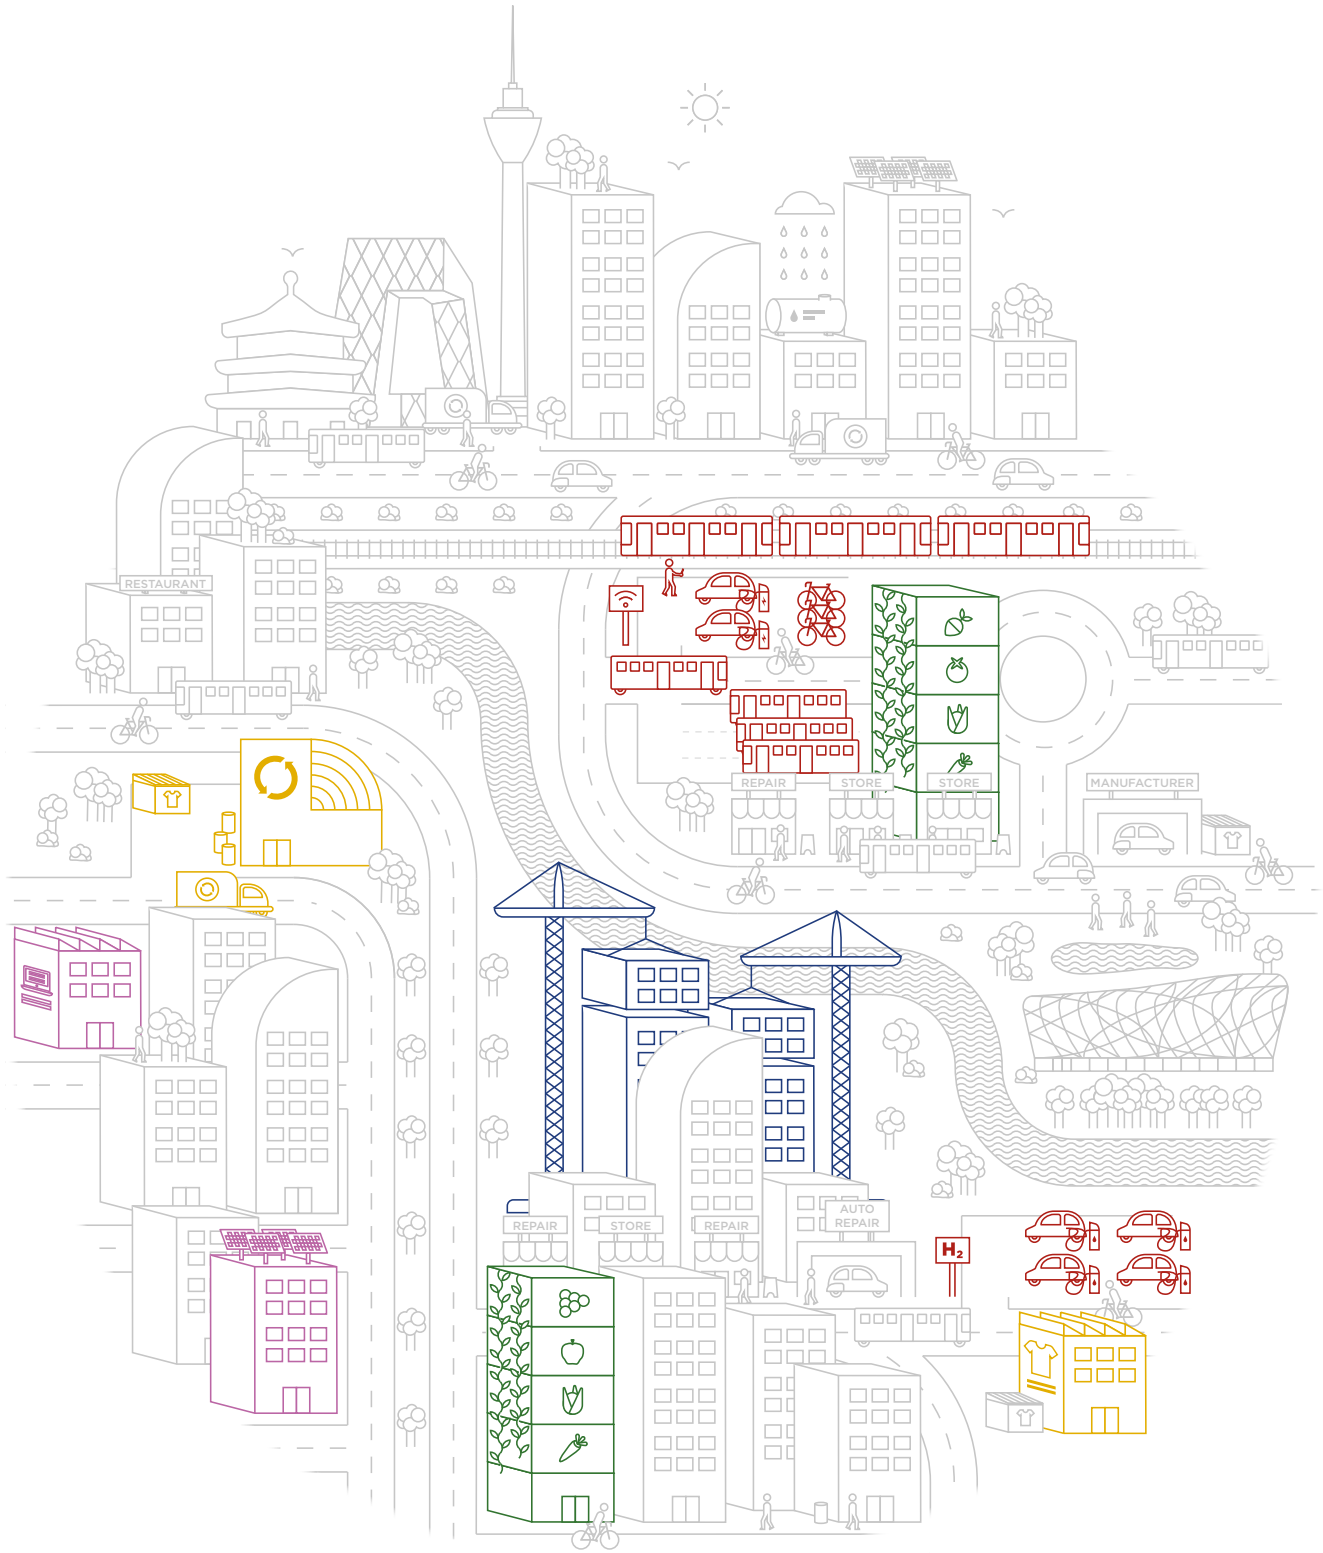 RESTAURANT
REPAIR
STORE
STORE
MANUFACTURER
REPAIR
STORE
REPAIR
AUTO
REPAIR
H2